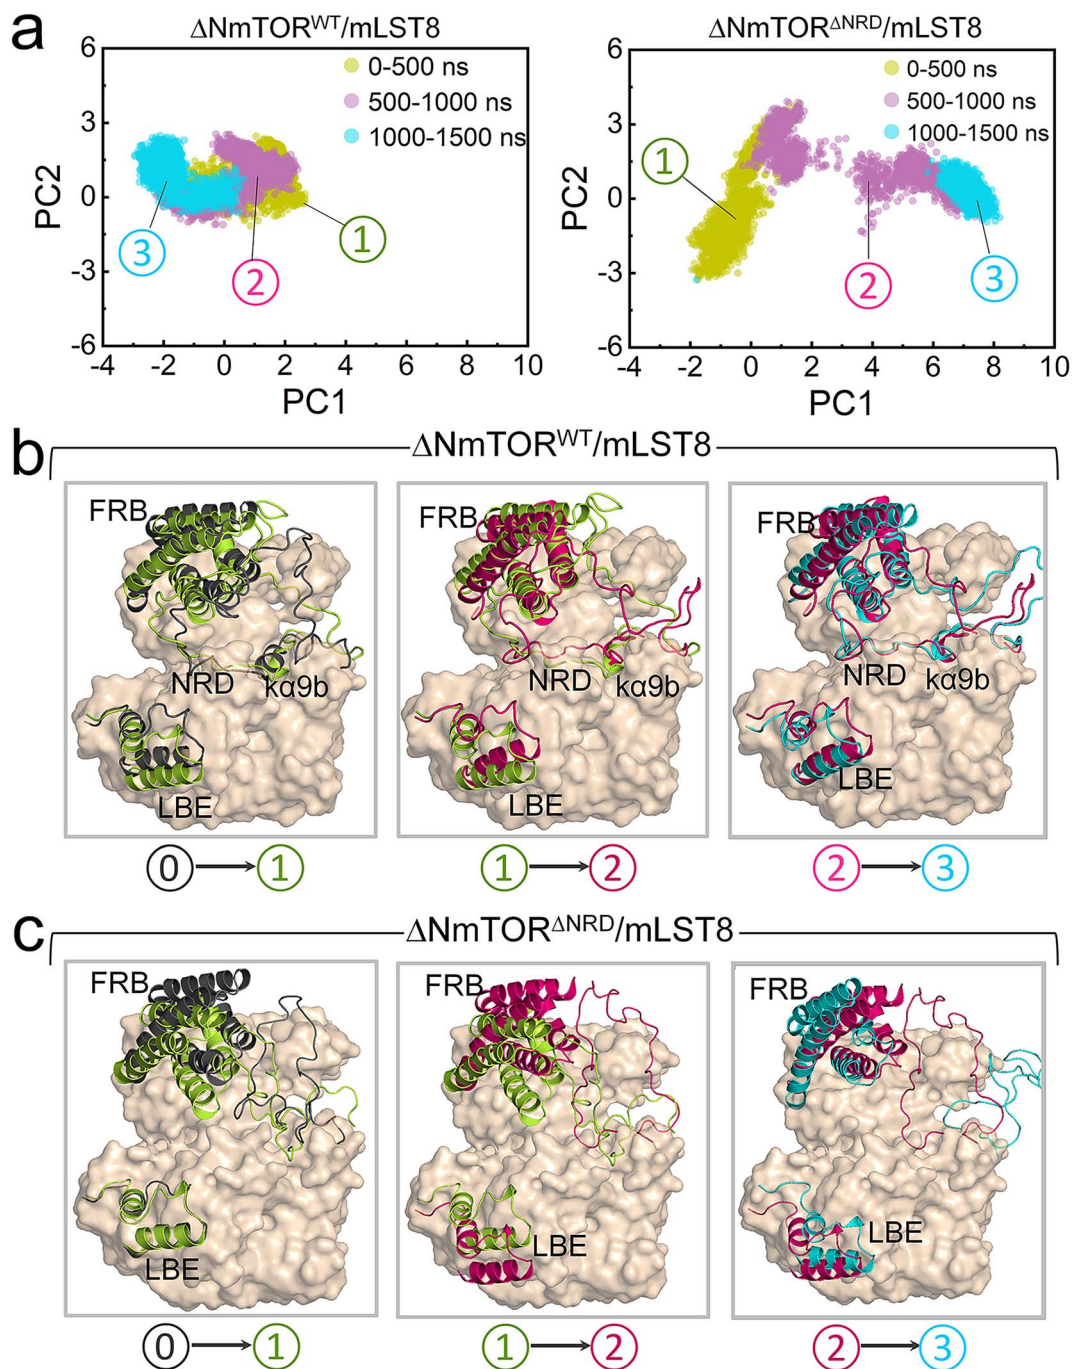 a
ΔNmTORᵂᵀ/mLST8
ΔNmTOR^ΔNRD/mLST8
6
3
0
-3
-6
PC2
0-500 ns
500-1000 ns
1000-1500 ns
3
2
1
-4 -2 0 2 4 6 8 10
PC1
6
3
0
-3
-6
PC2
0-500 ns
500-1000 ns
1000-1500 ns
1
2
3
-4 -2 0 2 4 6 8 10
PC1
b
ΔNmTORᵂᵀ/mLST8
FRB
NRD
kα9b
LBE
0 → 1
FRB
NRD
kα9b
LBE
1 → 2
FRB
NRD
kα9b
LBE
2 → 3
c
ΔNmTOR^ΔNRD/mLST8
FRB
LBE
0 → 1
FRB
LBE
1 → 2
FRB
LBE
2 → 3